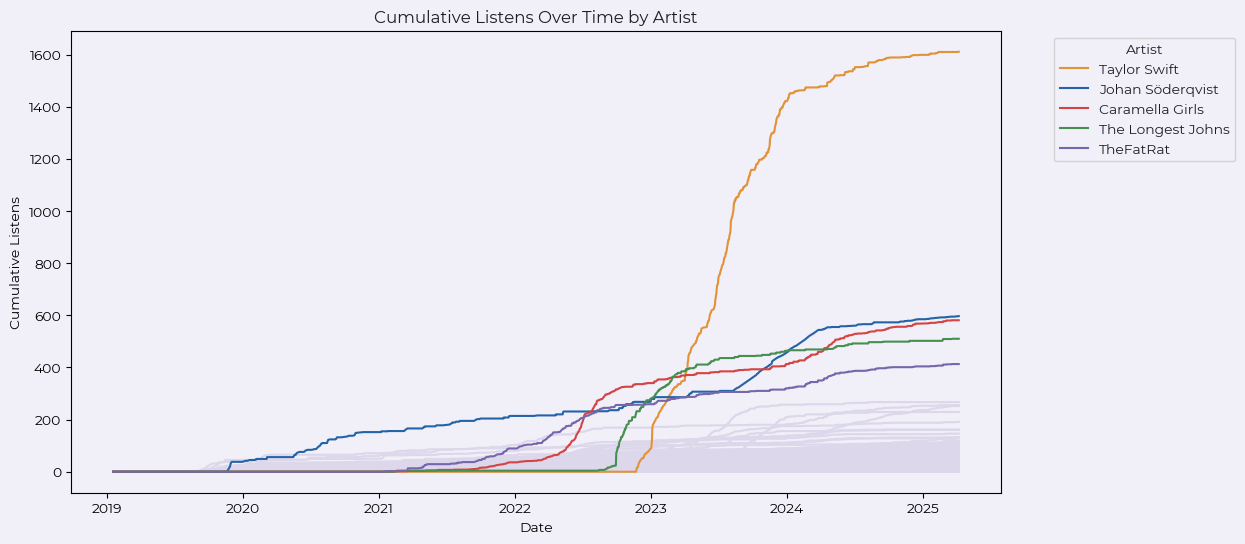 Cumulative Listens Over Time by Artist
Cumulative Listens
1600
1400
1200
1000
800
600
400
200
0
2019 2020 2021 2022 2023 2024 2025
Date
Artist
Taylor Swift
Johan Söderqvist
Caramella Girls
The Longest Johns
TheFatRat